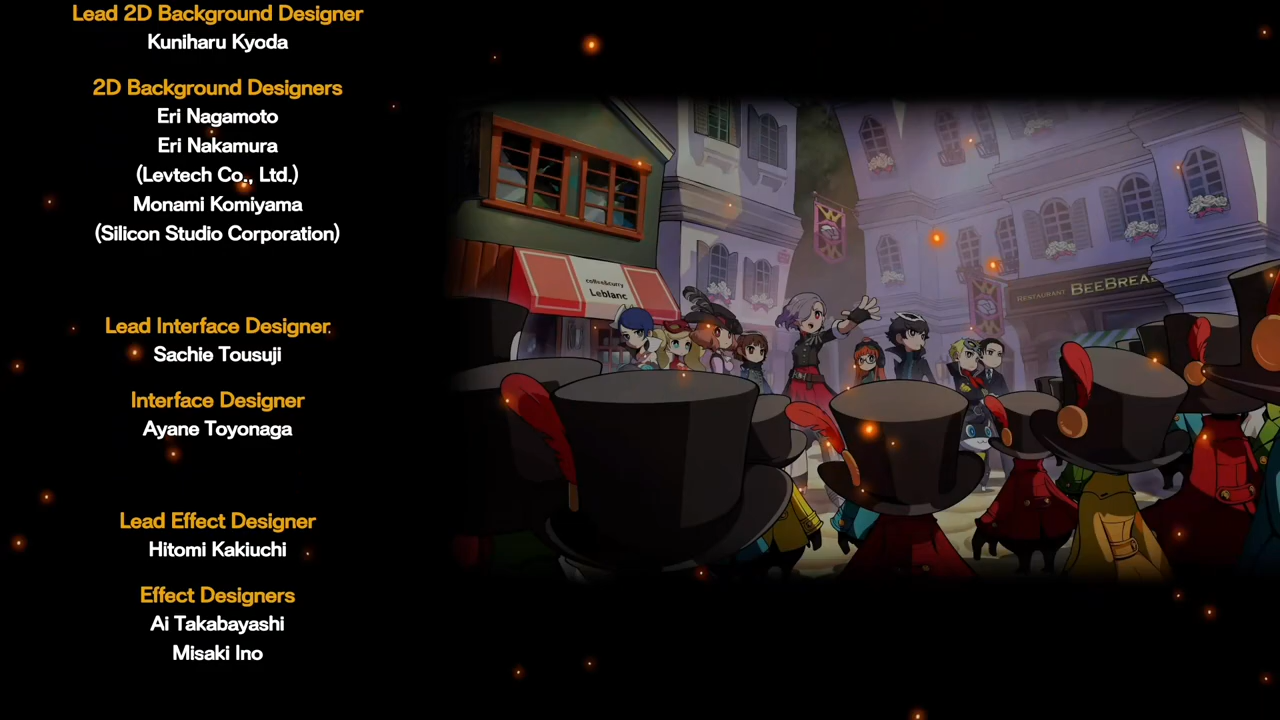 Lead 2D Background Designer
Kuniharu Kyoda
2D Background Designers
Eri Nagamoto
Eri Nakamura
(Levtech Co., Ltd.)
Monami Komiyama
(Silicon Studio Corporation)
Lead Interface Designer
Sachie Tousuji
Interface Designer
Ayane Toyonaga
Lead Effect Designer
Hitomi Kakiuchi
Effect Designers
Ai Takabayashi
Misaki Ino
coffee&curry
Leblanc
RESTAURANT BEEBREA